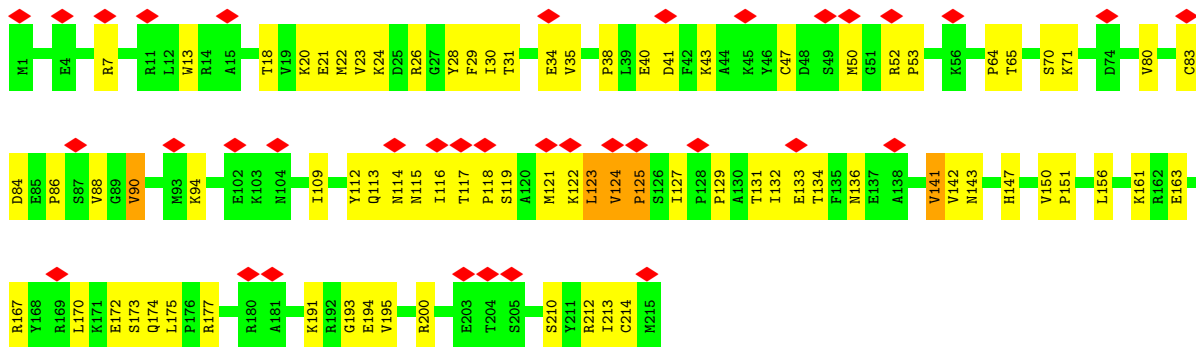 M1 E4 R7 R11 L12 W13 R14 A15 T18 V19 K20 E21 M22 V23 K24 D25 R26 G27 Y28 F29 I30 T31 E34 V35 P38 L39 E40 D41 F42 K43 A44 K45 Y46 C47 D48 S49 M50 G51 R52 P53 K56 P64 T65 S70 K71 D74 V80 C83
D84 E85 P86 S87 V88 G89 V90 M93 K94 E102 K103 N104 I109 Y112 Q113 N114 N115 I116 T117 P118 S119 A120 M121 K122 L123 V124 P125 S126 I127 P128 P129 A130 T131 I132 E133 T134 F135 N136 E137 A138 V141 V142 N143 H147 V150 P151 L156 K161 R162 E163
R167 Y168 R169 L170 K171 E172 S173 Q174 L175 P176 R177 R180 A181 K191 R192 G193 E194 V195 R200 E203 T204 S205 S210 Y211 R212 I213 C214 M215